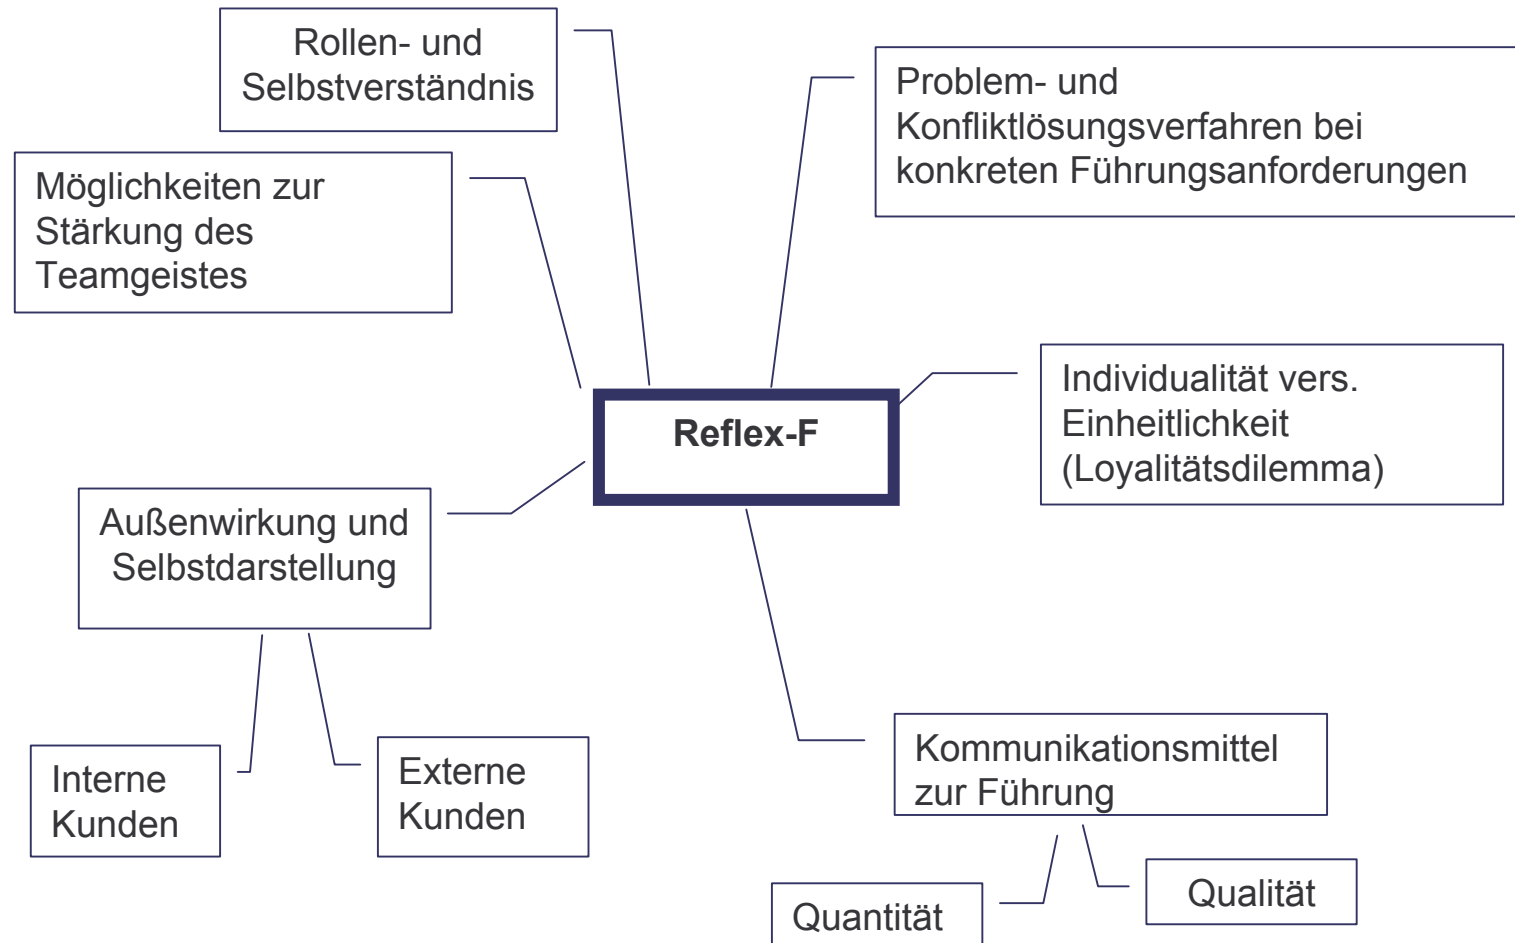 Rollen- und
Selbstverständnis
Problem- und
Konfliktlösungsverfahren bei
konkreten Führungsanforderungen
Möglichkeiten zur
Stärkung des
Teamgeistes
Individualität vers.
Einheitlichkeit
(Loyalitätsdilemma)
Reflex-F
Außenwirkung und
Selbstdarstellung
Interne
Kunden
Externe
Kunden
Kommunikationsmittel
zur Führung
Quantität
Qualität